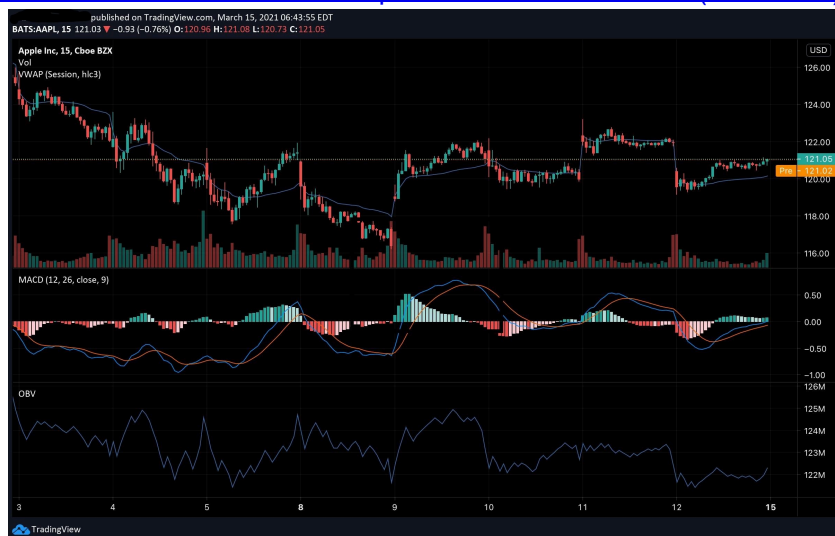 published on TradingView.com, March 15, 2021 06:43:55 EDT
BATS:AAPL, 15 121.03 ▼ −0.93 (−0.76%) O:120.96 H:121.08 L:120.73 C:121.05
Apple Inc, 15, Cboe BZX
USD
Vol
VWAP (Session, hlc3)
126.00
124.00
122.00
121.05
Pre 121.02
120.00
118.00
116.00
MACD (12, 26, close, 9)
0.50
0.00
−0.50
−1.00
126M
OBV
125M
124M
123M
122M
3 4 5 8 9 10 11 12 15
TradingView